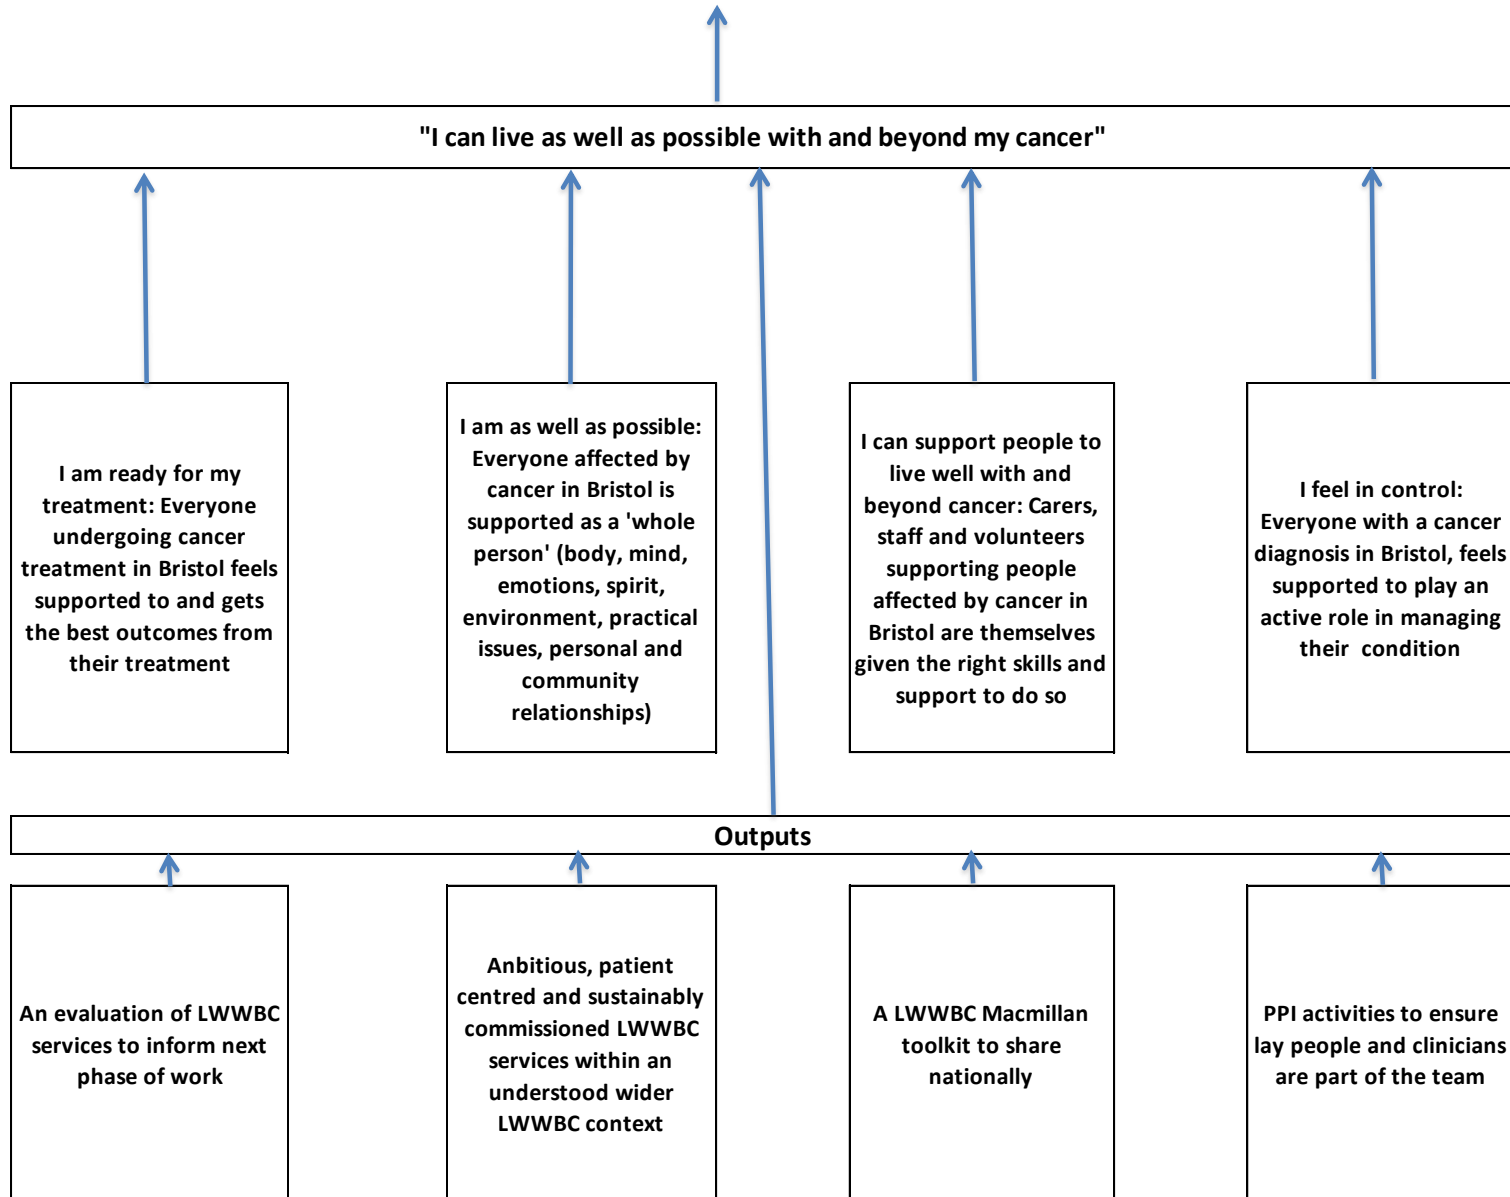 "I can live as well as possible with and beyond my cancer"
I am ready for my
treatment: Everyone
undergoing cancer
treatment in Bristol feels
supported to and gets
the best outcomes from
their treatment
I am as well as possible:
Everyone affected by
cancer in Bristol is
supported as a 'whole
person' (body, mind,
emotions, spirit,
environment, practical
issues, personal and
community
relationships)
I can support people to
live well with and
beyond cancer: Carers,
staff and volunteers
supporting people
affected by cancer in
Bristol are themselves
given the right skills and
support to do so
I feel in control:
Everyone with a cancer
diagnosis in Bristol, feels
supported to play an
active role in managing
their condition
Outputs
An evaluation of LWWBC
services to inform next
phase of work
Anbitious, patient
centred and sustainably
commissioned LWWBC
services within an
understood wider
LWWBC context
A LWWBC Macmillan
toolkit to share
nationally
PPI activities to ensure
lay people and clinicians
are part of the team